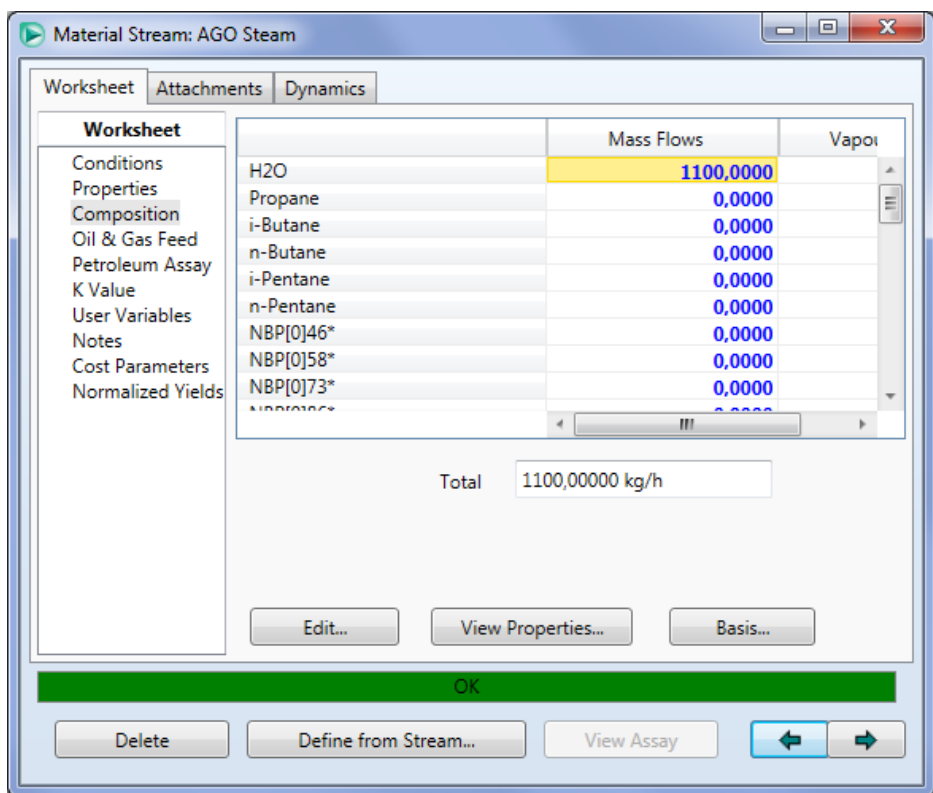 Material Stream: AGO Steam
Worksheet Attachments Dynamics
Worksheet
Conditions
Properties
Composition
Oil & Gas Feed
Petroleum Assay
K Value
User Variables
Notes
Cost Parameters
Normalized Yields
Mass Flows Vapou
H2O 1100,0000
Propane 0,0000
i-Butane 0,0000
n-Butane 0,0000
i-Pentane 0,0000
n-Pentane 0,0000
NBP[0]46* 0,0000
NBP[0]58* 0,0000
NBP[0]73* 0,0000
Total 1100,00000 kg/h
Edit... View Properties... Basis...
OK
Delete Define from Stream... View Assay